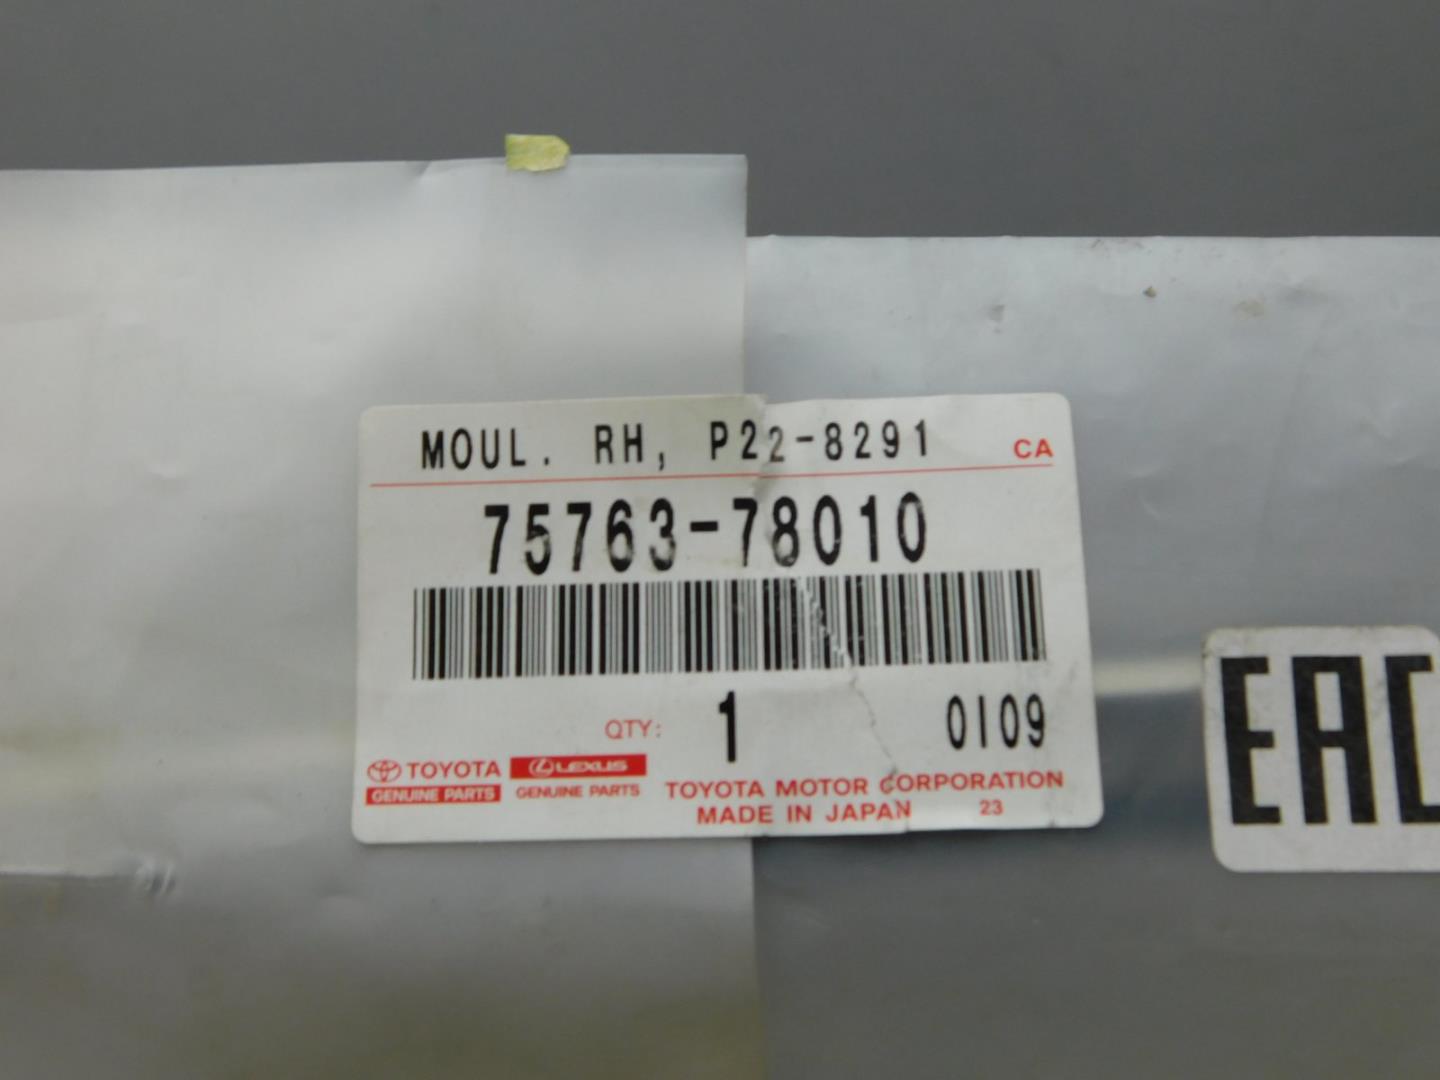 MOUL. RH, P22-8291 CA
75763-78010
QTY: 1 0109
TOYOTA LEXUS
GENUINE PARTS GENUINE PARTS
TOYOTA MOTOR CORPORATION
MADE IN JAPAN 23
EAC